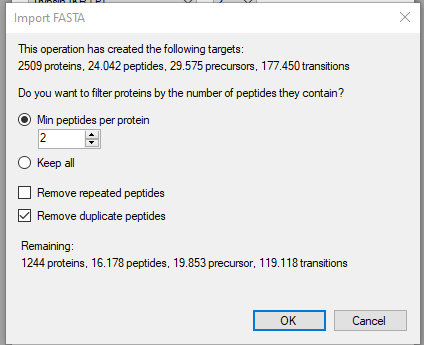 Import FASTA
This operation has created the following targets:
2509 proteins, 24.042 peptides, 29.575 precursors, 177.450 transitions
Do you want to filter proteins by the number of peptides they contain?
Min peptides per protein
2
Keep all
Remove repeated peptides
Remove duplicate peptides
Remaining:
1244 proteins, 16.178 peptides, 19.853 precursor, 119.118 transitions
OK
Cancel